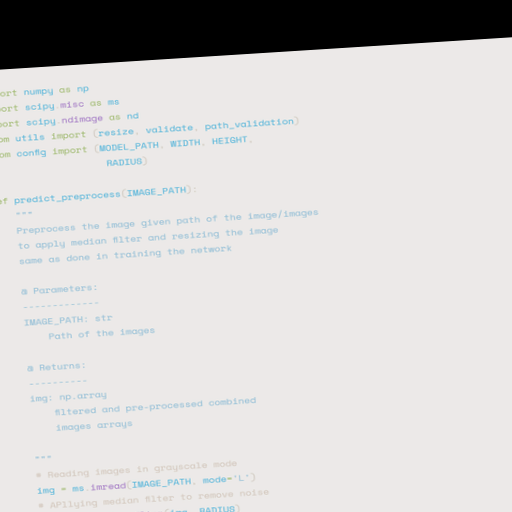 ort numpy as np
port scipy.misc as ms
port scipy.ndimage as nd
om utils import (resize, validate, path_validation)
om config import (MODEL_PATH, WIDTH, HEIGHT,
RADIUS)
ef predict_preprocess(IMAGE_PATH):
"""
Preprocess the image given path of the image/images
to apply median filter and resizing the image
same as done in training the network
@ Parameters:
-------------
IMAGE_PATH: str
Path of the images
@ Returns:
----------
img: np.array
filtered and pre-processed combined
images arrays
"""
# Reading images in grayscale mode
img = ms.imread(IMAGE_PATH, mode='L')
# APllying median filter to remove noise
(img, RADIUS)